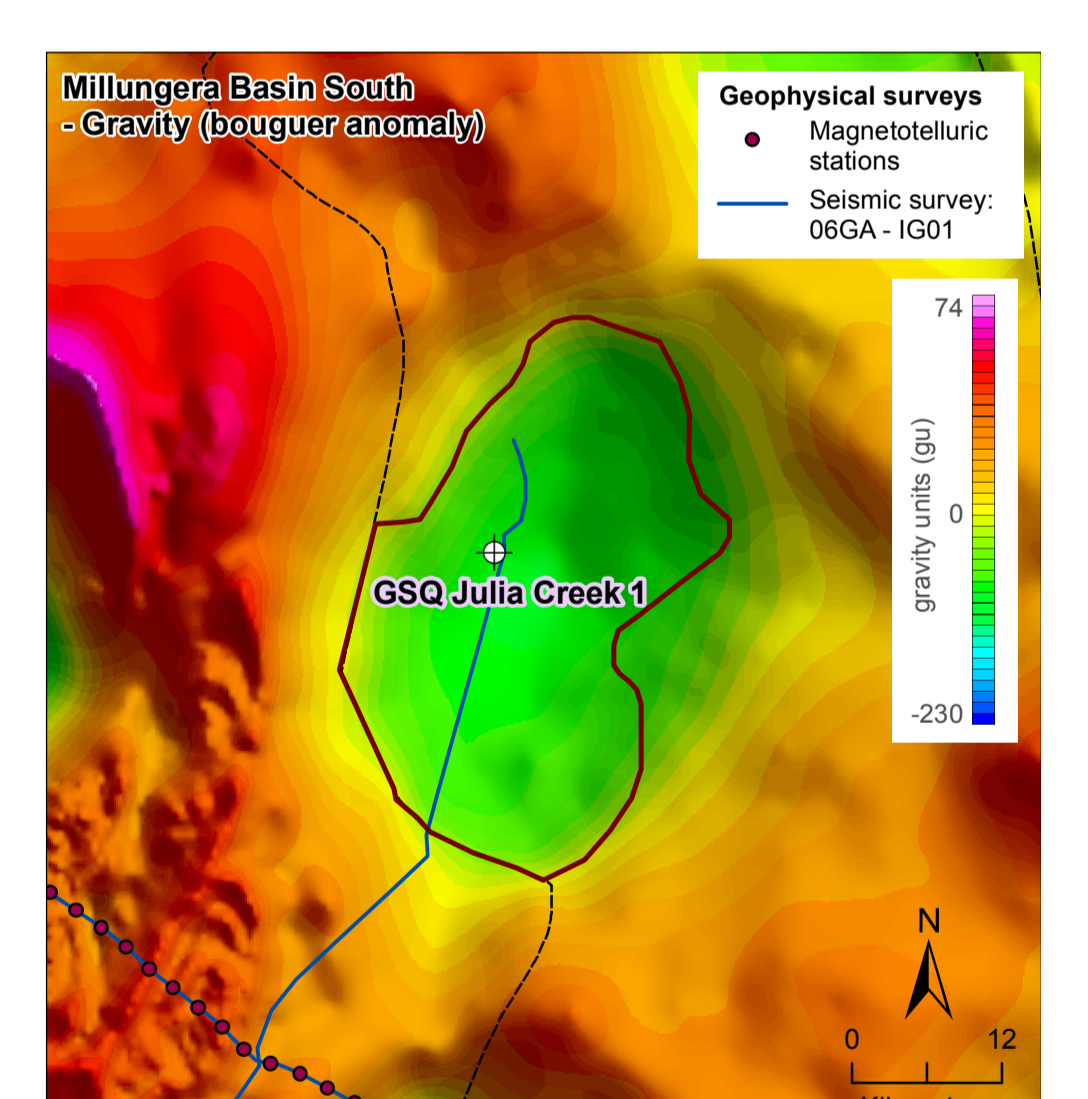 Millungera Basin South
- Gravity (bouguer anomaly)
Geophysical surveys
Magnetotelluric
stations
Seismic survey:
06GA - IG01
74
0
-230
gravity units (gu)
GSQ Julia Creek 1
N
0 12